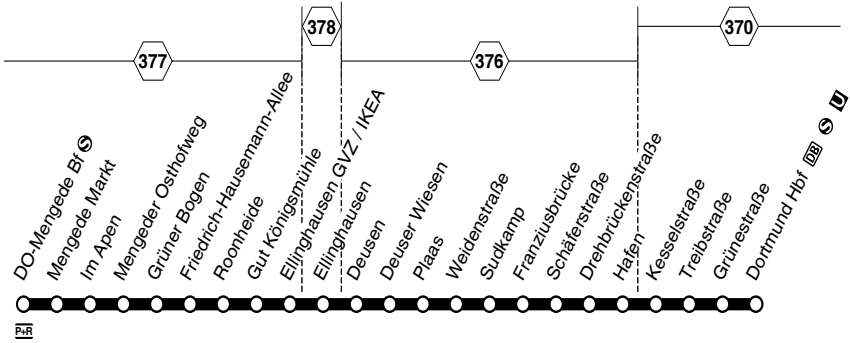 378
370
377
376
DO-Mengede Bf S
Mengede Markt
Im Apen
Mengeder Osthofweg
Grüner Bogen
Friedrich-Hausemann-Allee
Roonheide
Gut Königsmühle
Ellinghausen GVZ / IKEA
Ellinghausen
Deusen
Deuser Wiesen
Plaas
Weidenstraße
Sudkamp
Franziusbrücke
Schäferstraße
Drehbrückenstraße
Hafen
Kesselstraße
Treibstraße
Grünestraße
Dortmund Hbf DB S U
P+R